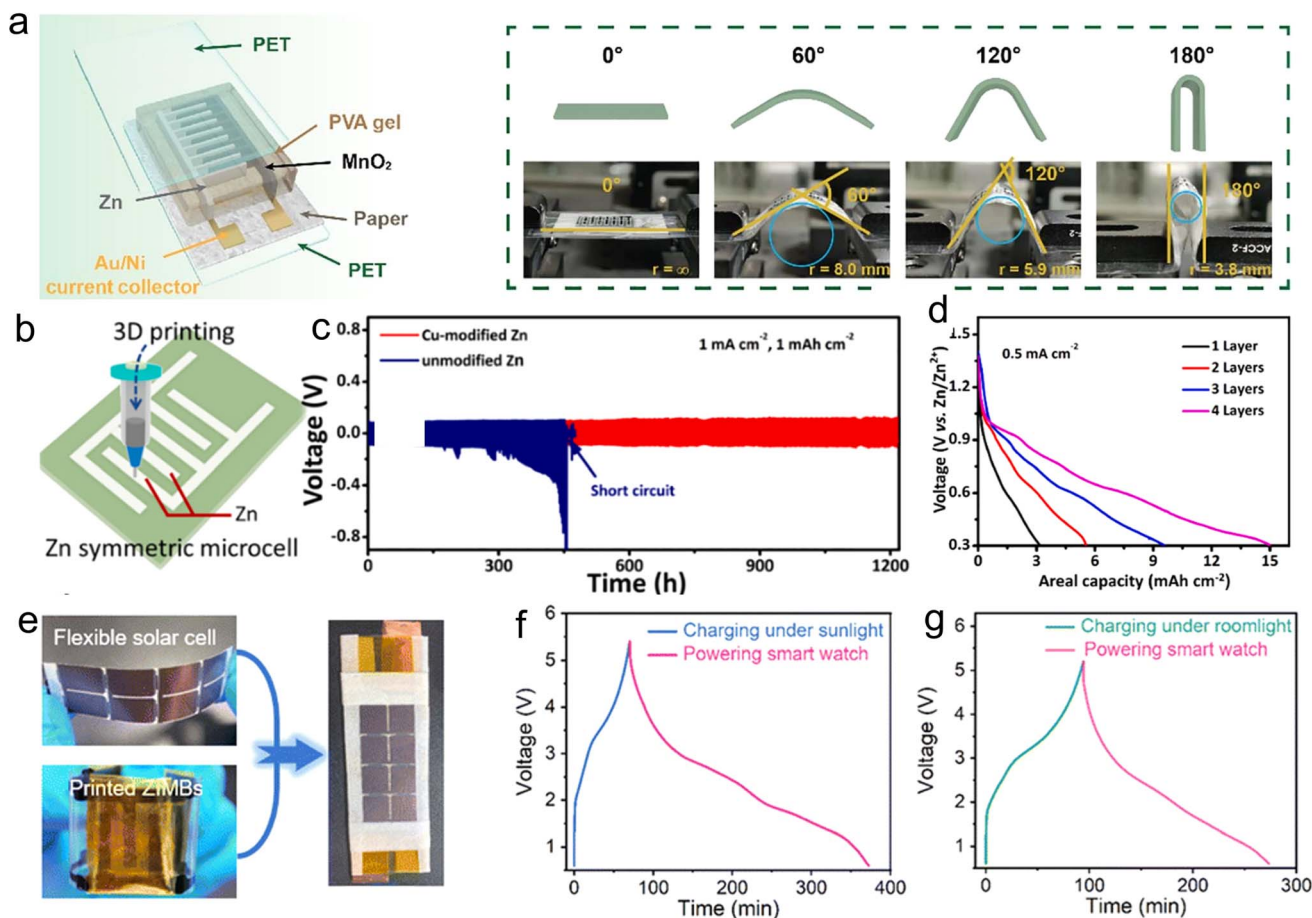 a
PET
PVA gel
MnO₂
Zn
Paper
Au/Ni
current collector
PET
0°
60°
120°
180°
0°
r = ∞
60°
r = 8.0 mm
120°
r = 5.9 mm
180°
r = 3.8 mm
ACCF-2
b
3D printing
Zn
Zn symmetric microcell
c
Cu-modified Zn
unmodified Zn
1 mA cm⁻², 1 mAh cm⁻²
Short circuit
Voltage (V)
0.8
0.4
0.0
-0.4
-0.8
0
300
600
900
1200
Time (h)
d
0.5 mA cm⁻²
1 Layer
2 Layers
3 Layers
4 Layers
Voltage (V vs. Zn/Zn²⁺)
1.5
1.2
0.9
0.6
0.3
0
3
6
9
12
15
Areal capacity (mAh cm⁻²)
e
Flexible solar cell
Printed ZIMBs
f
Charging under sunlight
Powering smart watch
Voltage (V)
6
5
4
3
2
1
0
100
200
300
400
Time (min)
g
Charging under roomlight
Powering smart watch
Voltage (V)
6
5
4
3
2
1
0
100
200
300
Time (min)